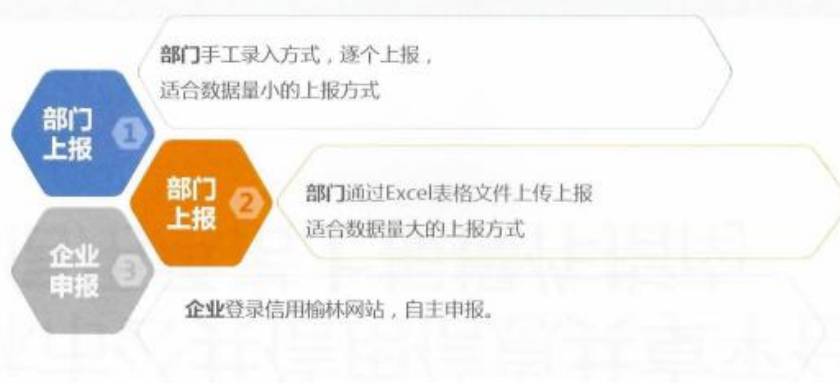 部门手工录入方式，逐个上报，
适合数据量小的上报方式
部门
上报
1
部门
上报
2
部门通过Excel表格文件上传上报
适合数据量大的上报方式
企业
申报
3
企业登录信用榆林网站，自主申报。